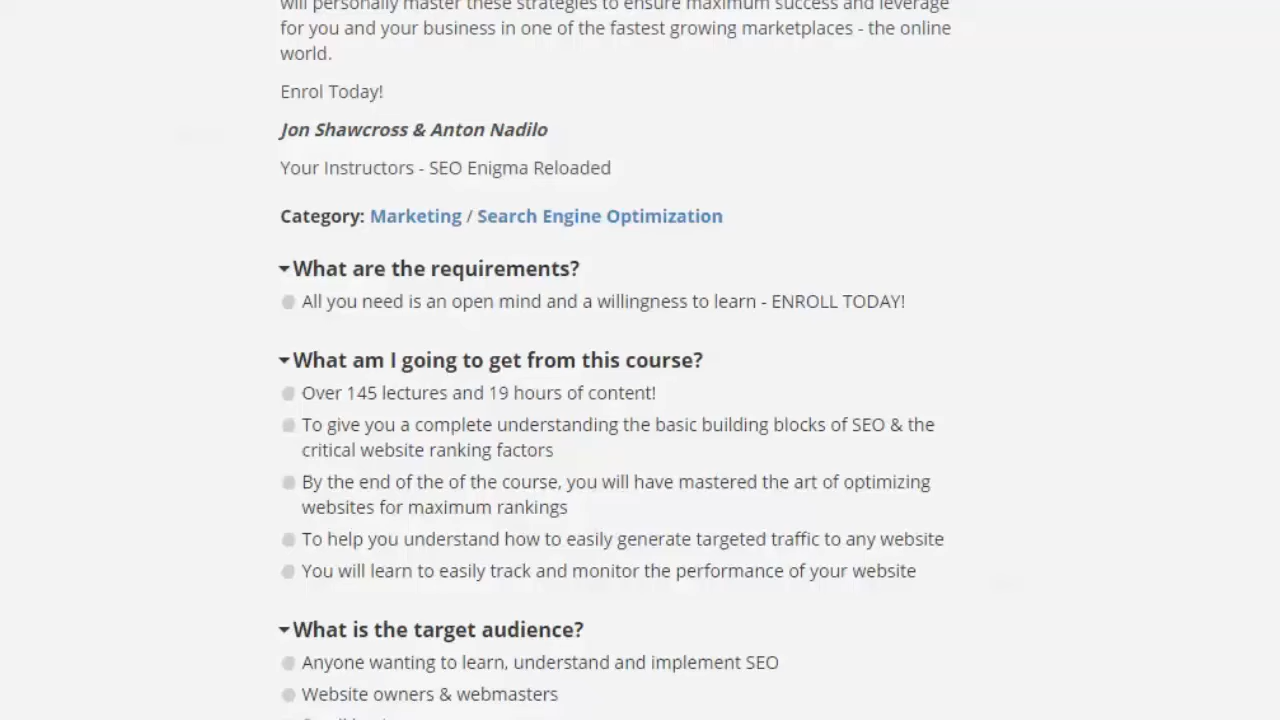 will personally master these strategies to ensure maximum success and leverage
for you and your business in one of the fastest growing marketplaces - the online
world.
Enrol Today!
Jon Shawcross & Anton Nadilo
Your Instructors - SEO Enigma Reloaded
Category: Marketing / Search Engine Optimization
What are the requirements?
All you need is an open mind and a willingness to learn - ENROLL TODAY!
What am I going to get from this course?
Over 145 lectures and 19 hours of content!
To give you a complete understanding the basic building blocks of SEO & the
critical website ranking factors
By the end of the of the course, you will have mastered the art of optimizing
websites for maximum rankings
To help you understand how to easily generate targeted traffic to any website
You will learn to easily track and monitor the performance of your website
What is the target audience?
Anyone wanting to learn, understand and implement SEO
Website owners & webmasters